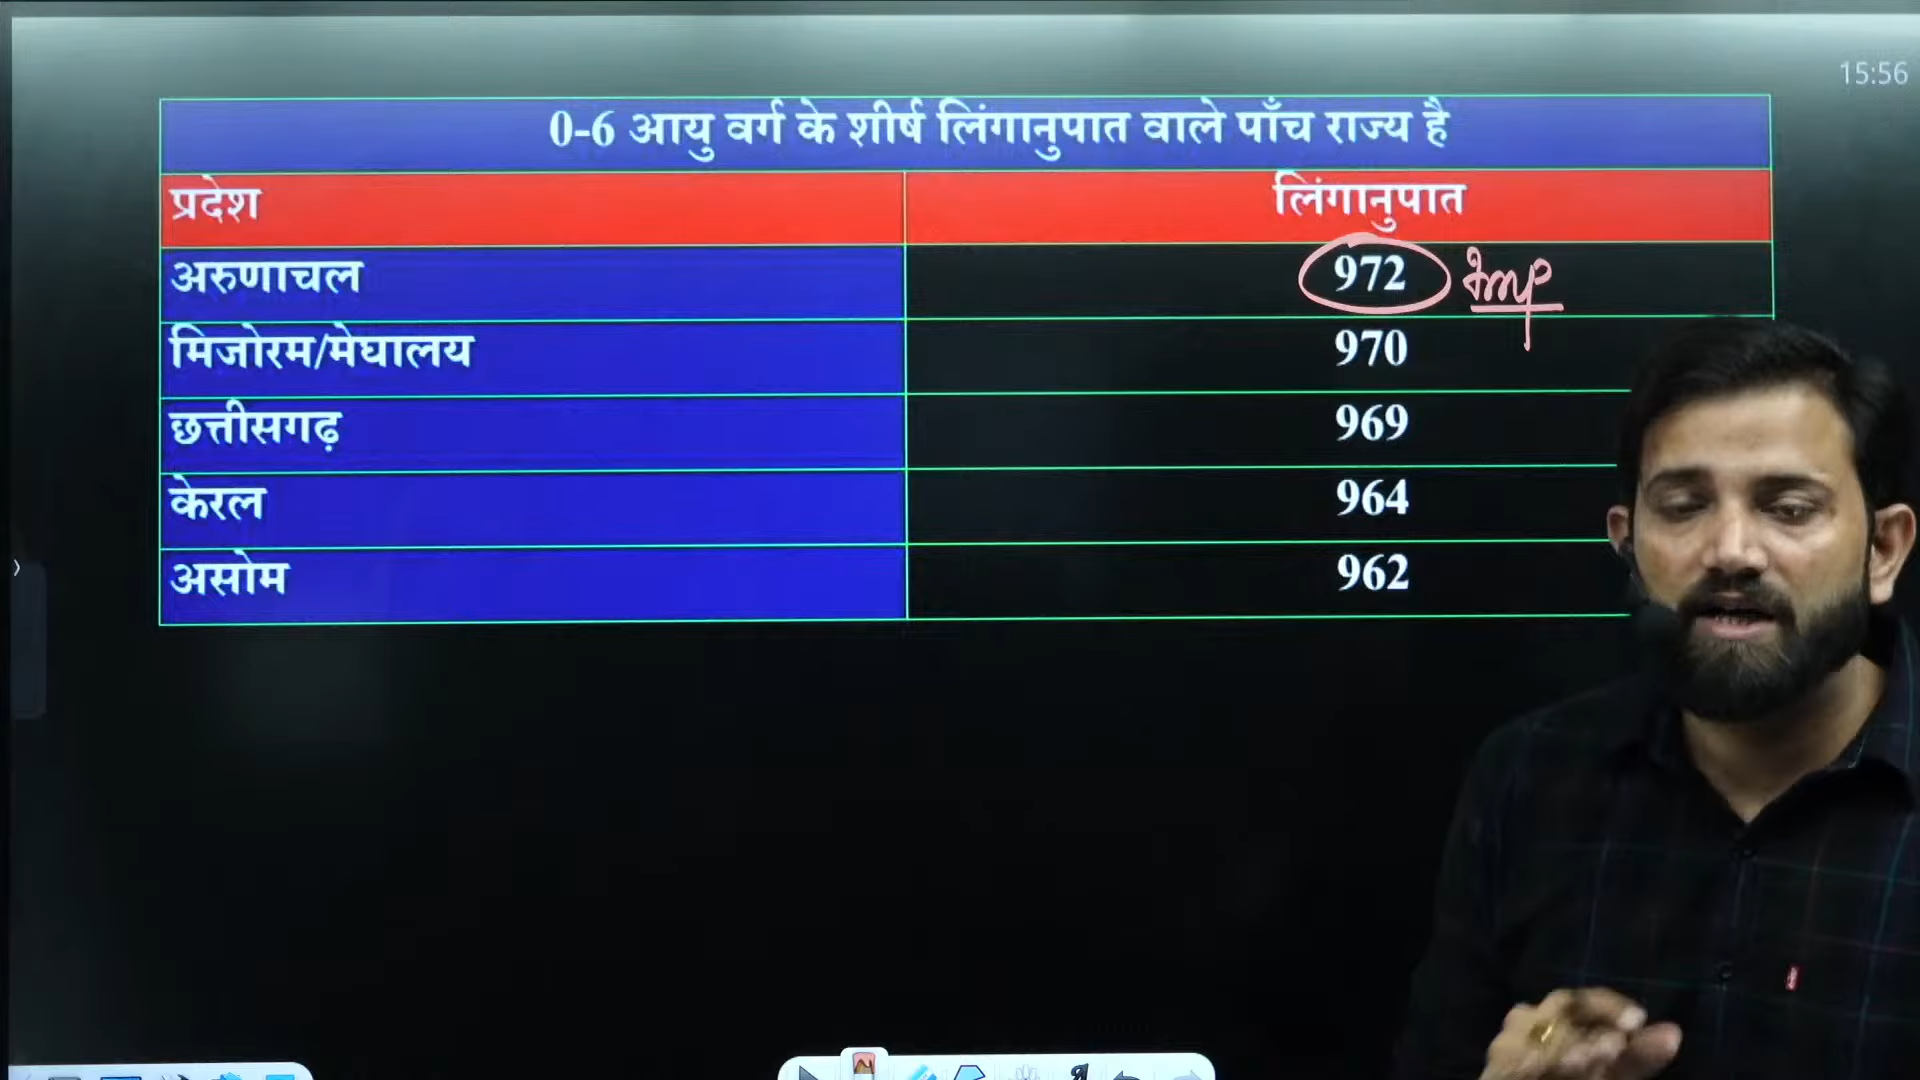 15:56
0-6 आयु वर्ग के शीर्ष लिंगानुपात वाले पाँच राज्य है
प्रदेश लिंगानुपात
अरुणाचल 972 Imp
मिजोरम/मेघालय 970
छत्तीसगढ़ 969
केरल 964
असोम 962